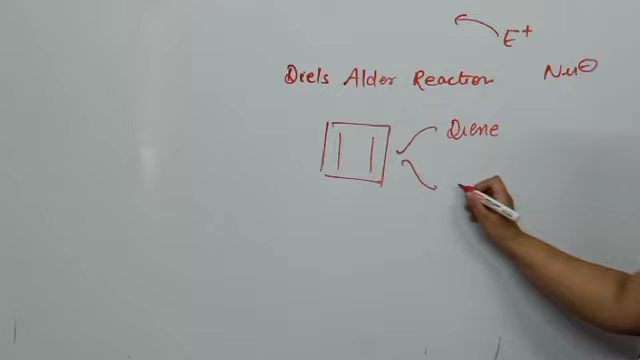 E+
Diels Alder Reaction Nu⊖
Diene